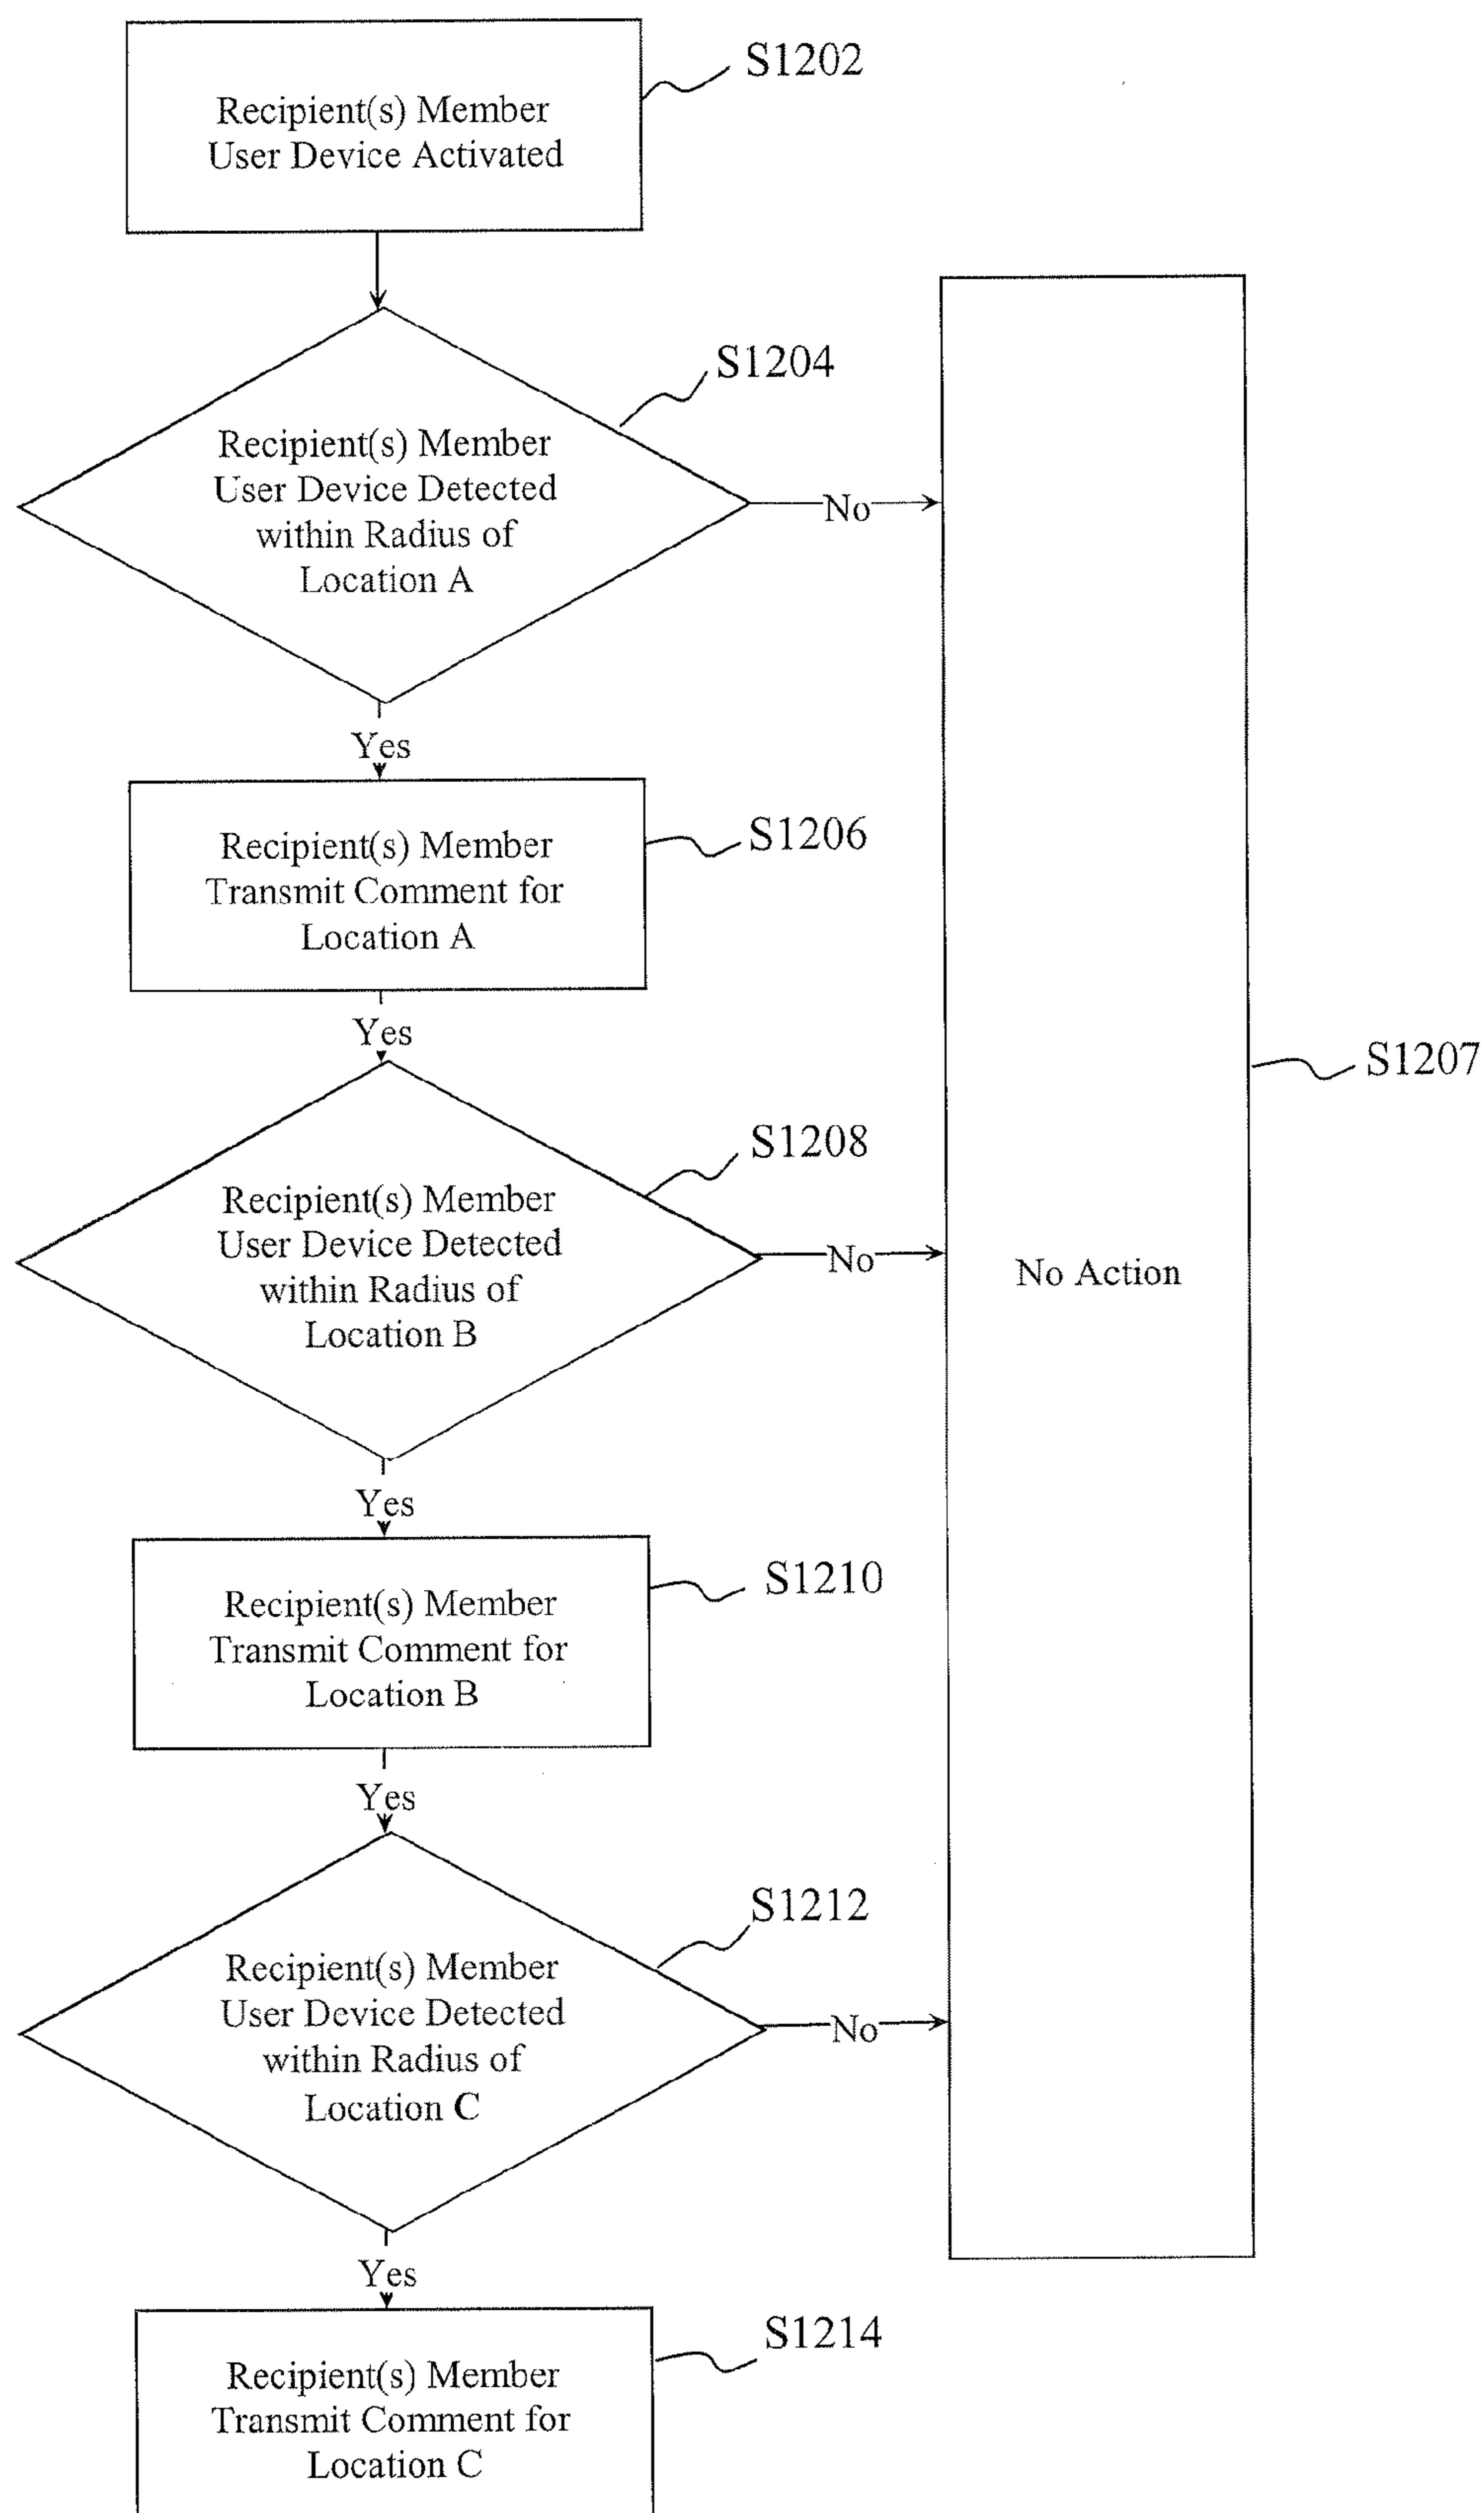 S1202
Recipient(s) Member
User Device Activated
S1204
Recipient(s) Member
User Device Detected
within Radius of
Location A
No
Yes
S1206
Recipient(s) Member
Transmit Comment for
Location A
Yes
S1207
S1208
Recipient(s) Member
User Device Detected
within Radius of
Location B
No
No Action
Yes
S1210
Recipient(s) Member
Transmit Comment for
Location B
Yes
S1212
Recipient(s) Member
User Device Detected
within Radius of
Location C
No
Yes
S1214
Recipient(s) Member
Transmit Comment for
Location C